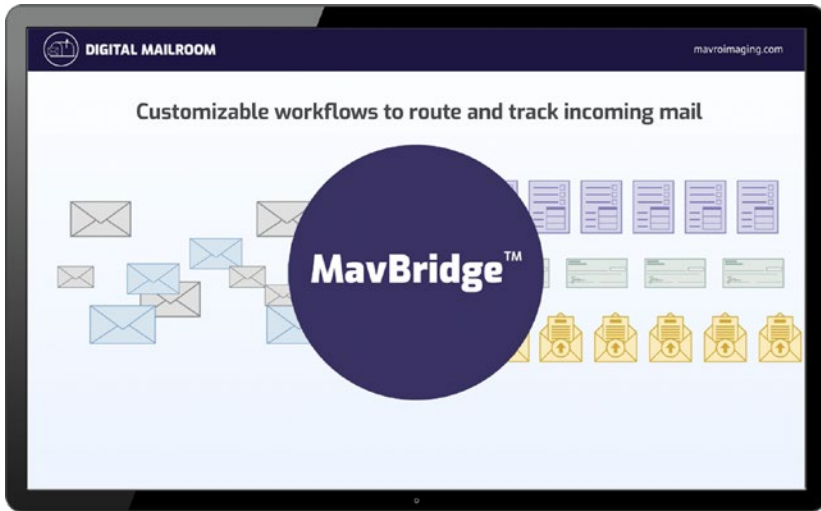 DIGITAL MAILROOM
mavroimaging.com
Customizable workflows to route and track incoming mail
MavBridge™